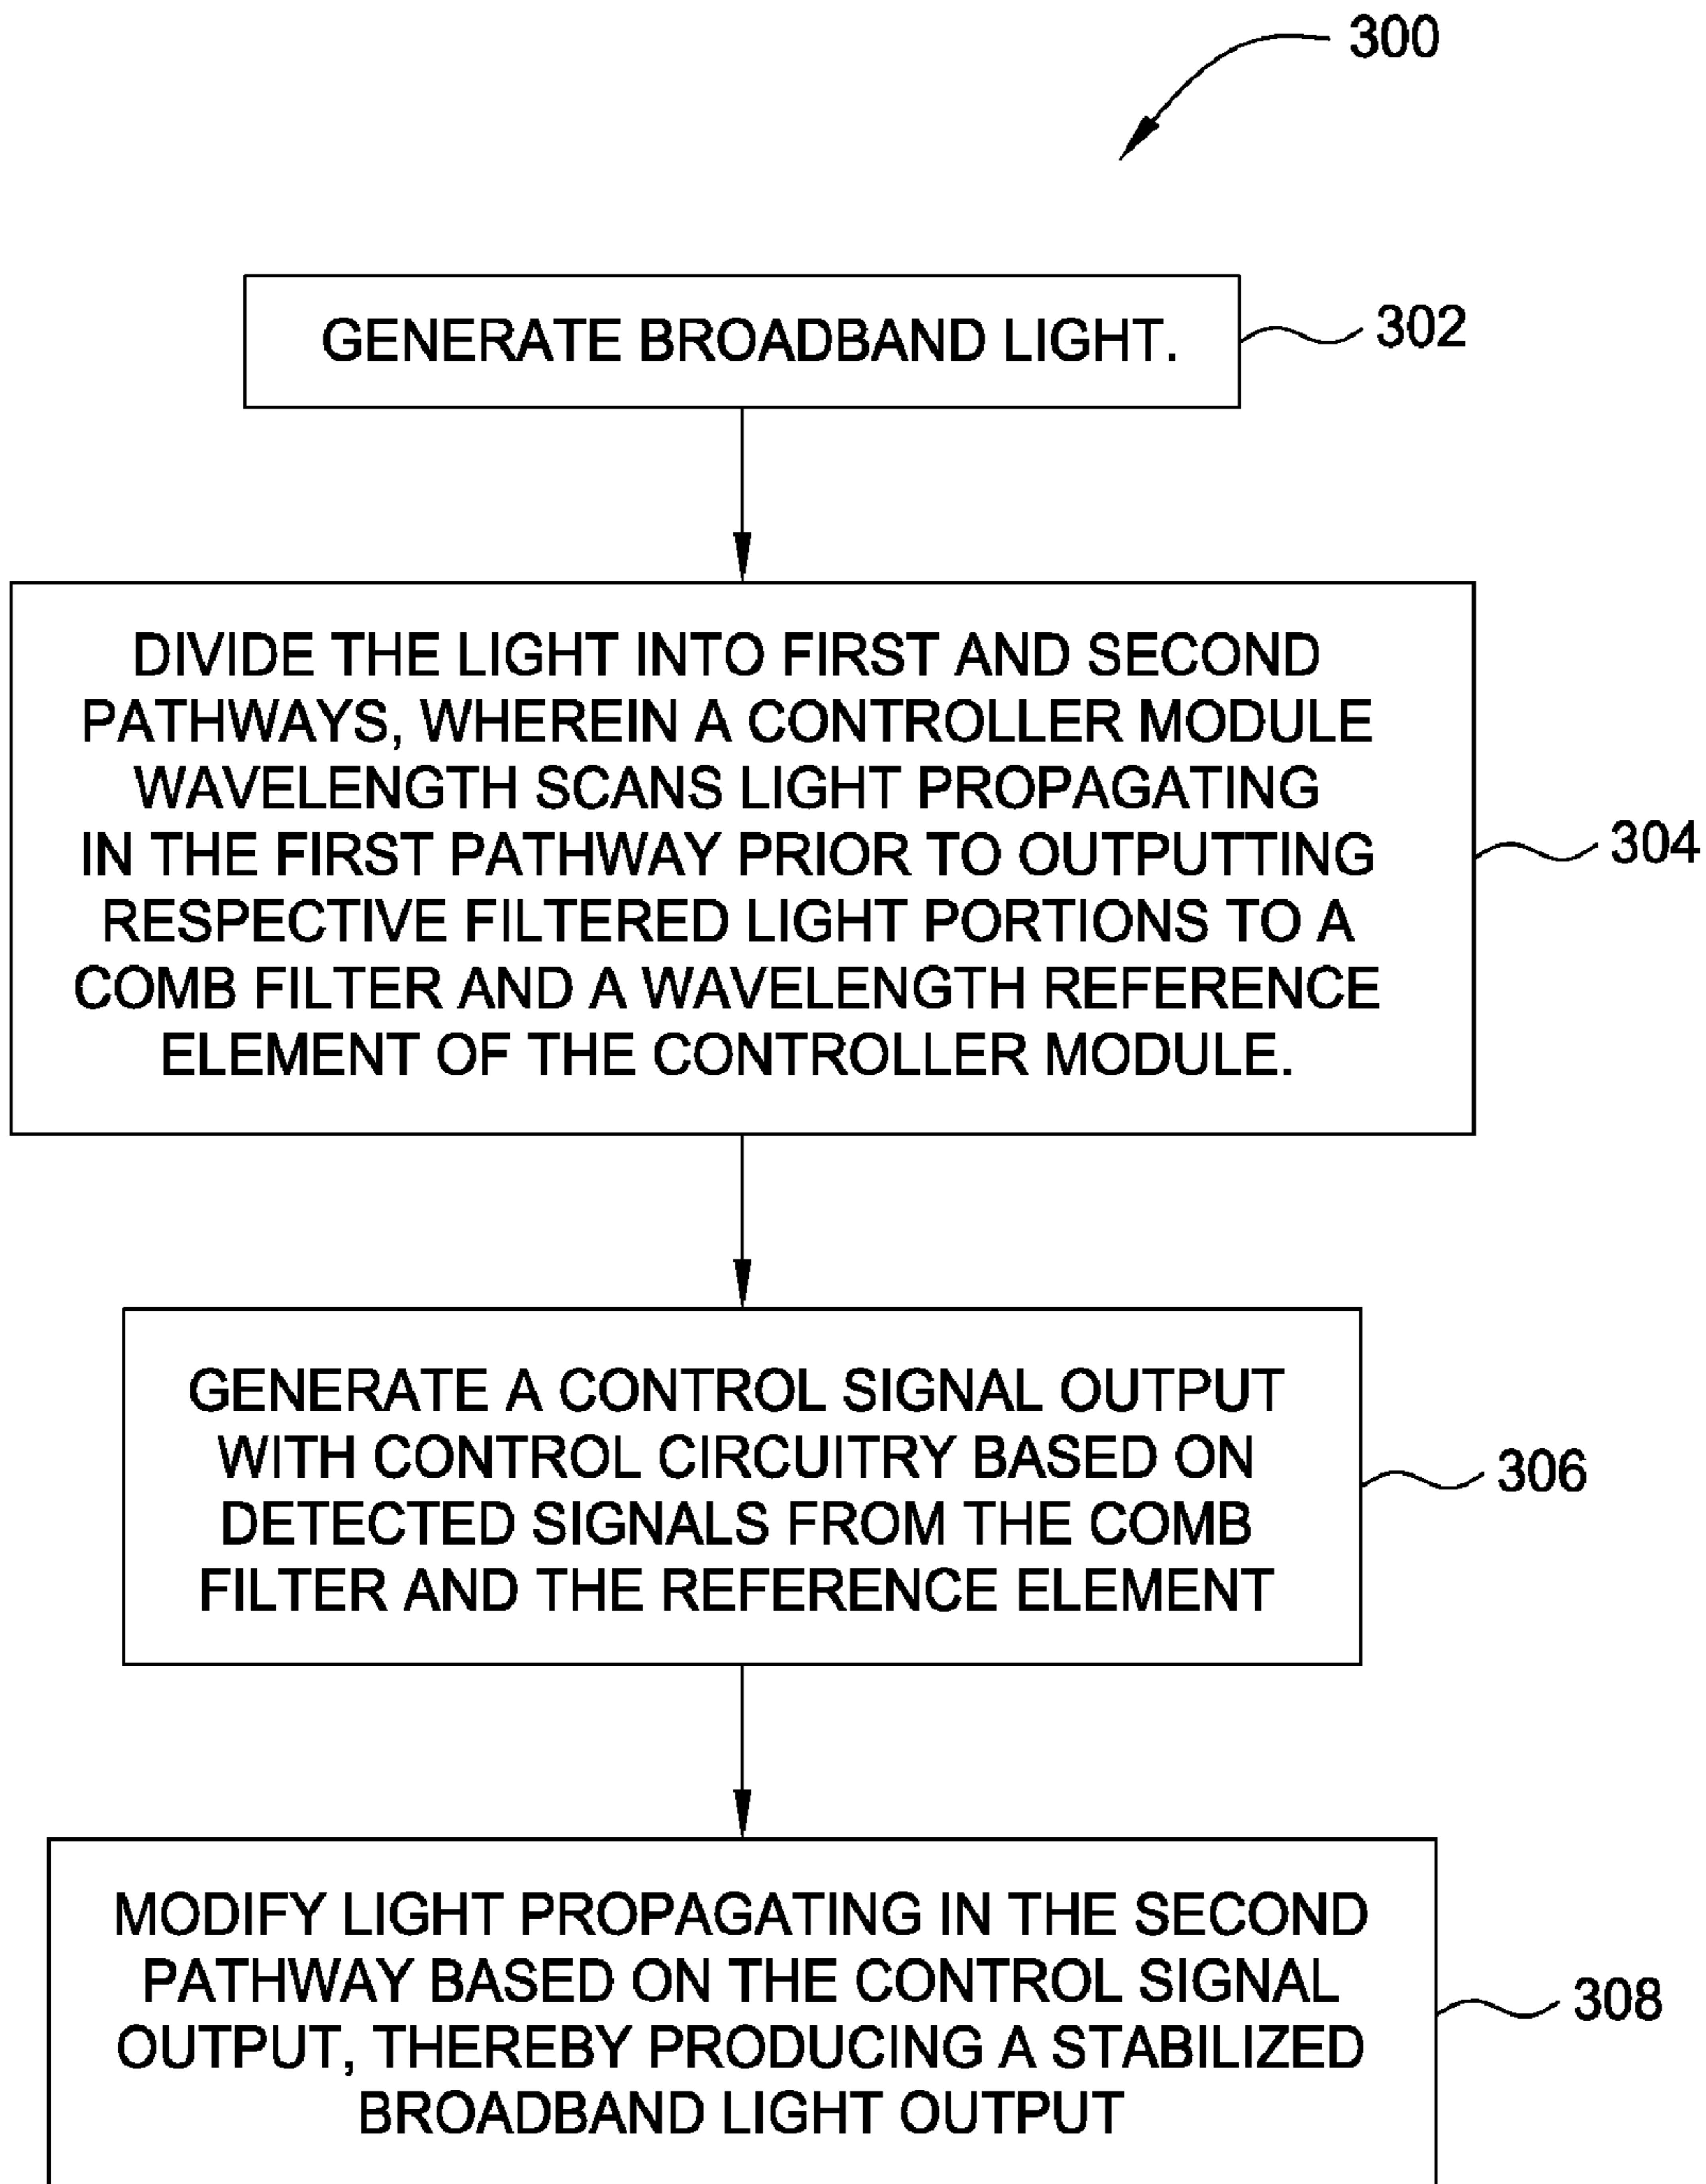 300
GENERATE BROADBAND LIGHT.
302
DIVIDE THE LIGHT INTO FIRST AND SECOND
PATHWAYS, WHEREIN A CONTROLLER MODULE
WAVELENGTH SCANS LIGHT PROPAGATING
IN THE FIRST PATHWAY PRIOR TO OUTPUTTING
RESPECTIVE FILTERED LIGHT PORTIONS TO A
COMB FILTER AND A WAVELENGTH REFERENCE
ELEMENT OF THE CONTROLLER MODULE.
304
GENERATE A CONTROL SIGNAL OUTPUT
WITH CONTROL CIRCUITRY BASED ON
DETECTED SIGNALS FROM THE COMB
FILTER AND THE REFERENCE ELEMENT
306
MODIFY LIGHT PROPAGATING IN THE SECOND
PATHWAY BASED ON THE CONTROL SIGNAL
OUTPUT, THEREBY PRODUCING A STABILIZED
BROADBAND LIGHT OUTPUT
308